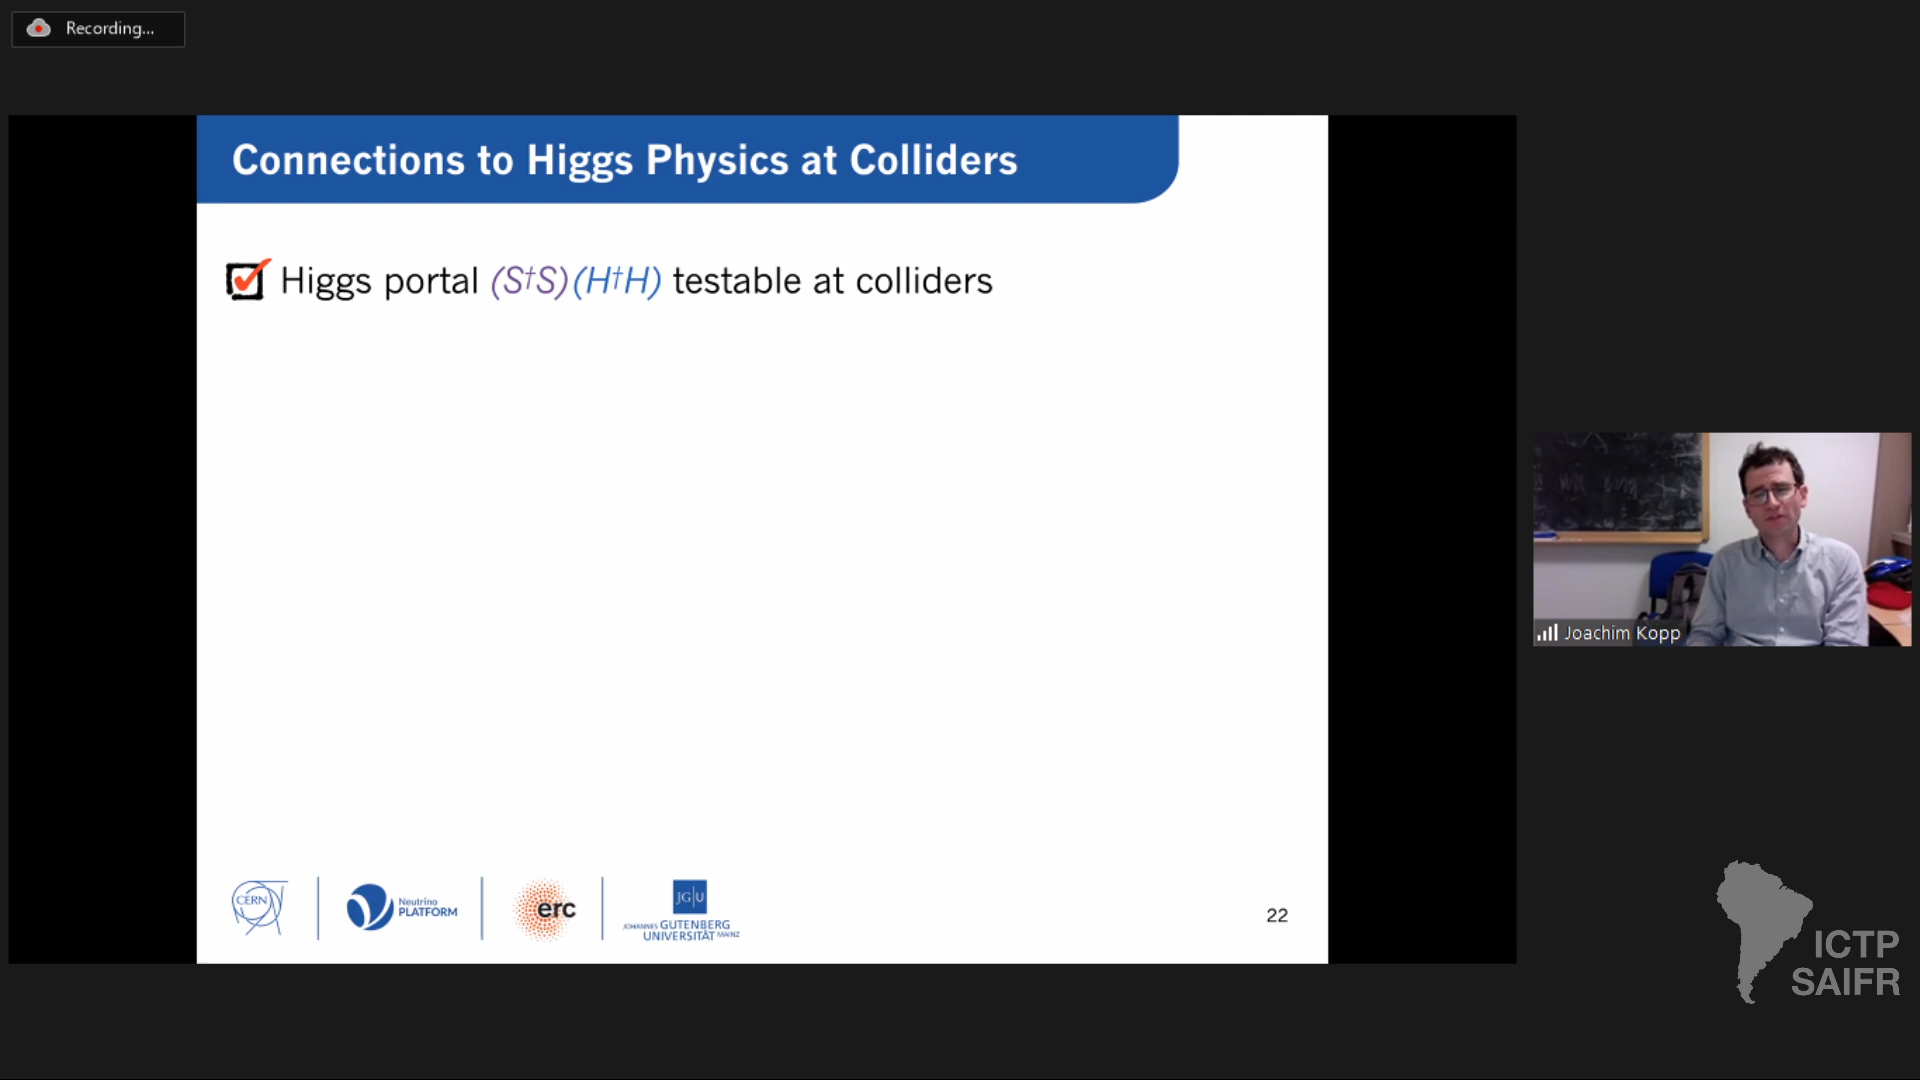 Recording...
Connections to Higgs Physics at Colliders
Higgs portal (S†S)(H†H) testable at colliders
Joachim Kopp
CERN
Neutrino
PLATFORM
erc
JG|U
JOHANNES GUTENBERG
UNIVERSITÄT MAINZ
22
ICTP
SAIFR